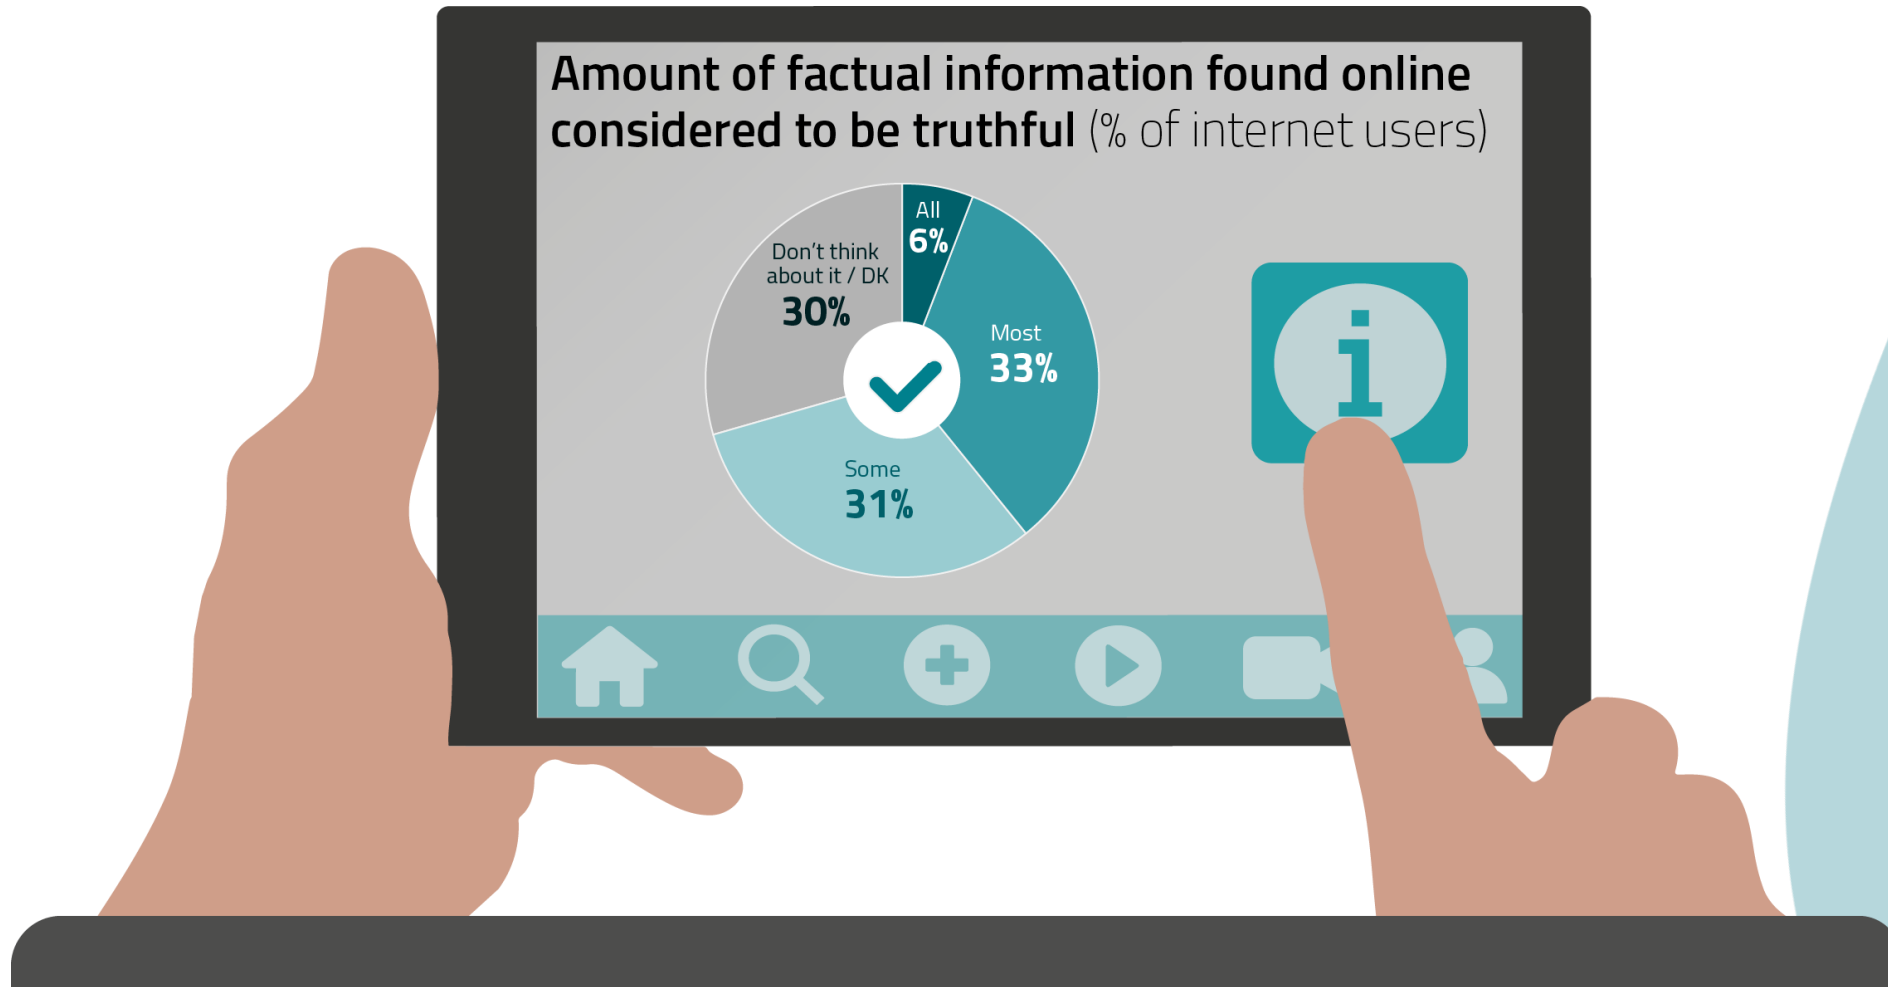 Amount of factual information found online
considered to be truthful (% of internet users)
All
6%
Don't think
about it / DK
30%
Most
33%
Some
31%
i